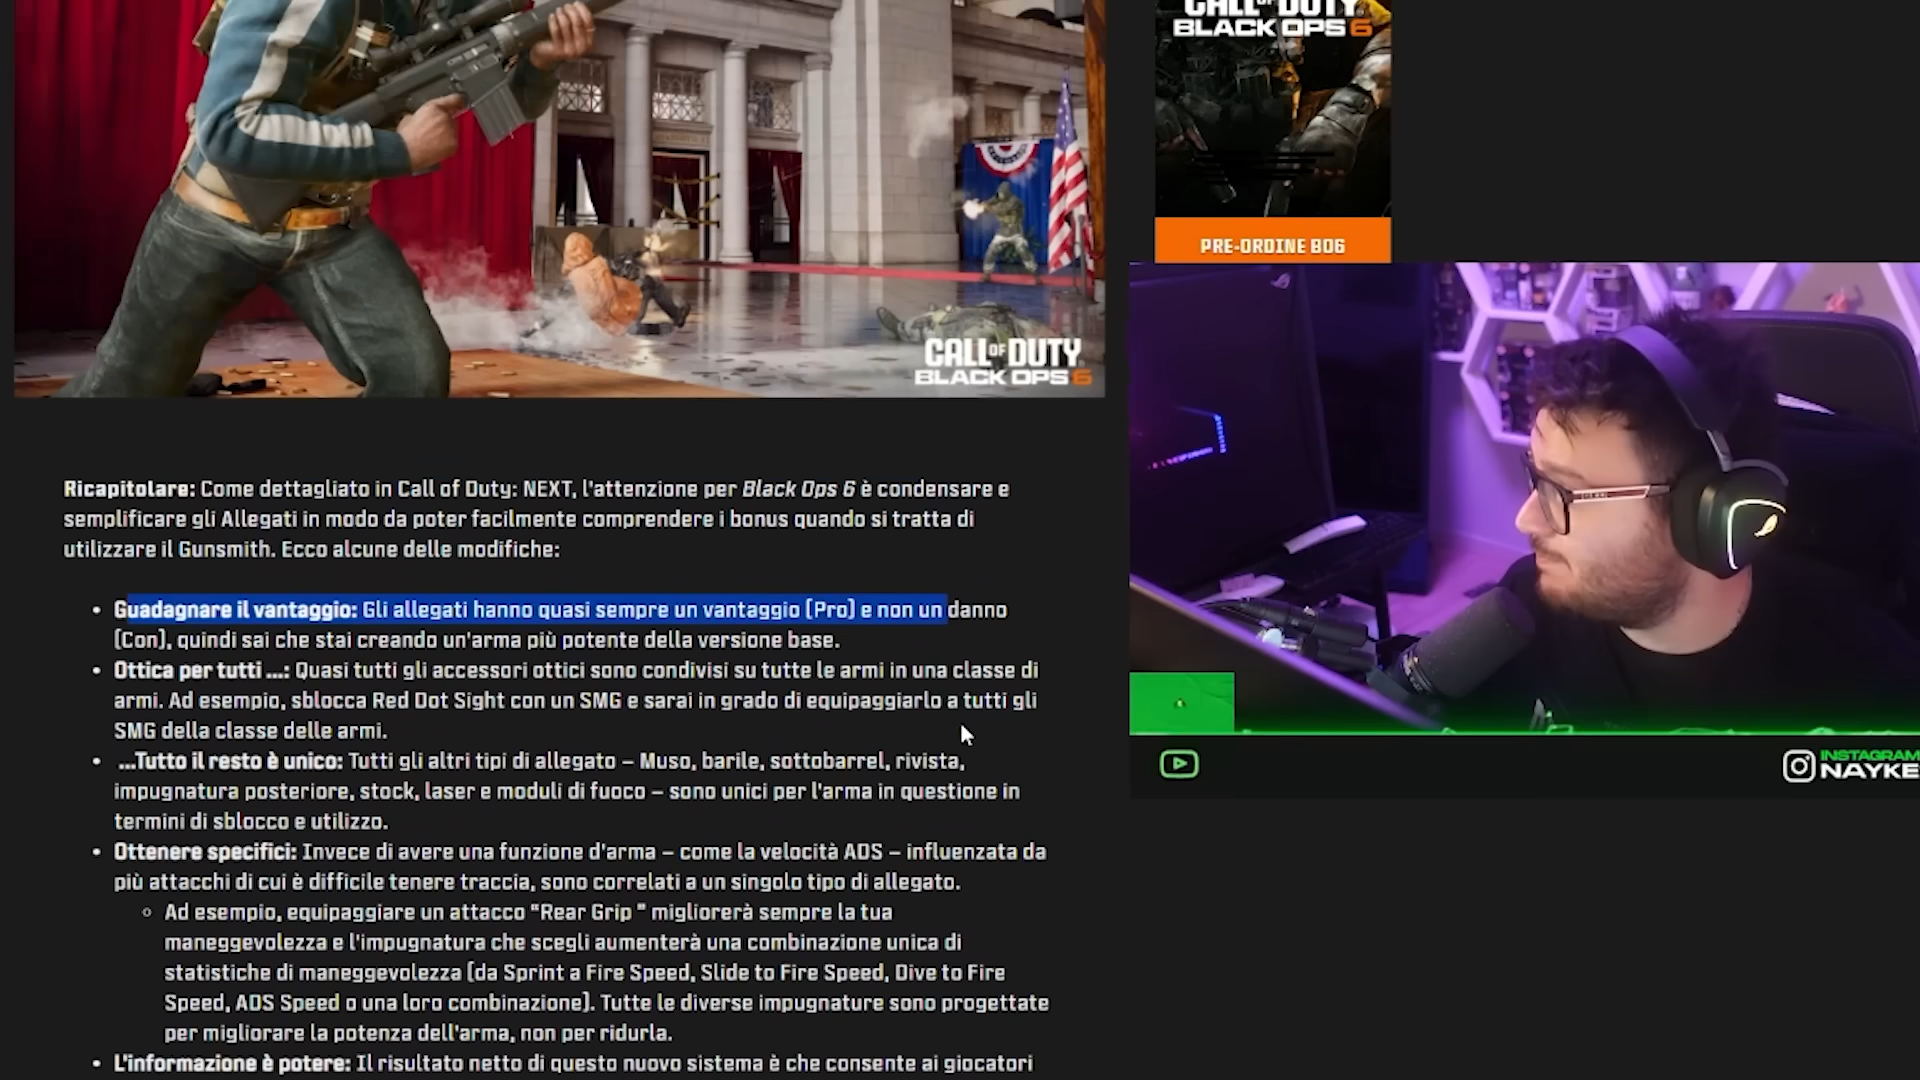 CALL OF DUTY
BLACK OPS 6
PRE-ORDINE BO6
CALL OF DUTY
BLACK OPS 6
Ricapitolare: Come dettagliato in Call of Duty: NEXT, l'attenzione per Black Ops 6 è condensare e
semplificare gli Allegati in modo da poter facilmente comprendere i bonus quando si tratta di
utilizzare il Gunsmith. Ecco alcune delle modifiche:
• Guadagnare il vantaggio: Gli allegati hanno quasi sempre un vantaggio (Pro) e non un danno
(Con), quindi sai che stai creando un'arma più potente della versione base.
• Ottica per tutti ...: Quasi tutti gli accessori ottici sono condivisi su tutte le armi in una classe di
armi. Ad esempio, sblocca Red Dot Sight con un SMG e sarai in grado di equipaggiarlo a tutti gli
SMG della classe delle armi.
• ...Tutto il resto è unico: Tutti gli altri tipi di allegato – Muso, barile, sottobarrel, rivista,
impugnatura posteriore, stock, laser e moduli di fuoco – sono unici per l'arma in questione in
termini di sblocco e utilizzo.
• Ottenere specifici: Invece di avere una funzione d'arma – come la velocità ADS – influenzata da
più attacchi di cui è difficile tenere traccia, sono correlati a un singolo tipo di allegato.
○ Ad esempio, equipaggiare un attacco "Rear Grip " migliorerà sempre la tua
maneggevolezza e l'impugnatura che scegli aumenterà una combinazione unica di
statistiche di maneggevolezza (da Sprint a Fire Speed, Slide to Fire Speed, Dive to Fire
Speed, ADS Speed o una loro combinazione). Tutte le diverse impugnature sono progettate
per migliorare la potenza dell'arma, non per ridurla.
• L'informazione è potere: Il risultato netto di questo nuovo sistema è che consente ai giocatori
INSTAGRAM
NAYKE